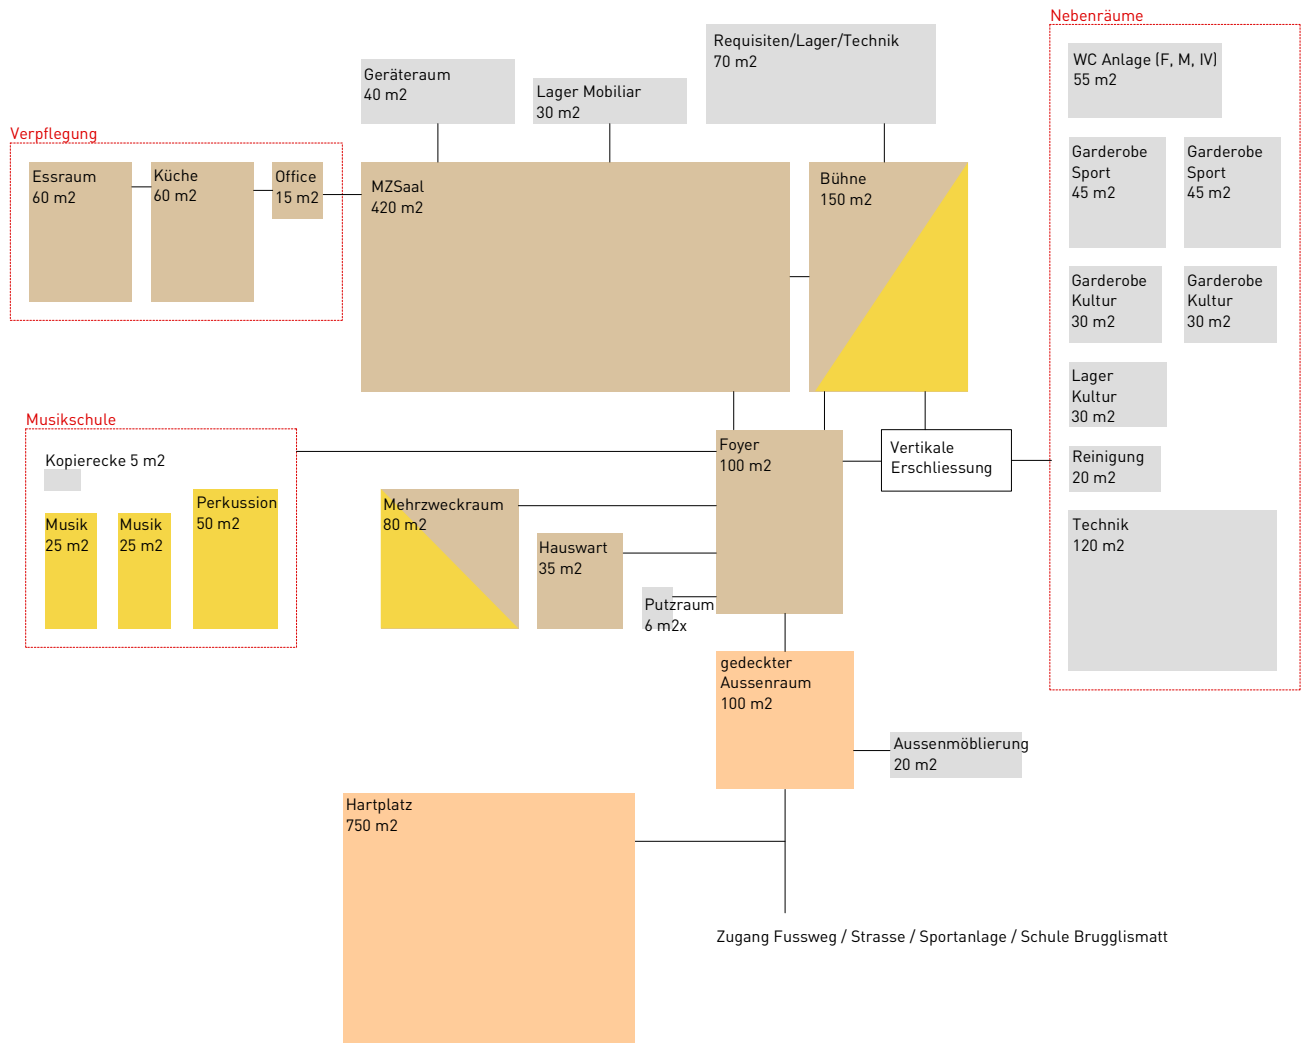 Nebenräume
Requisiten/Lager/Technik
70 m2
WC Anlage (F, M, IV)
55 m2
Geräteraum
40 m2
Lager Mobiliar
30 m2
Verpflegung
Essraum
60 m2
Küche
60 m2
Office
15 m2
MZSaal
420 m2
Bühne
150 m2
Garderobe
Sport
45 m2
Garderobe
Sport
45 m2
Garderobe
Kultur
30 m2
Garderobe
Kultur
30 m2
Lager
Kultur
30 m2
Reinigung
20 m2
Technik
120 m2
Musikschule
Kopierecke 5 m2
Musik
25 m2
Musik
25 m2
Perkussion
50 m2
Mehrzweckraum
80 m2
Hauswart
35 m2
Putzraum
6 m2x
Foyer
100 m2
Vertikale
Erschliessung
gedeckter
Aussenraum
100 m2
Aussenmöblierung
20 m2
Hartplatz
750 m2
Zugang Fussweg / Strasse / Sportanlage / Schule Brugglismatt